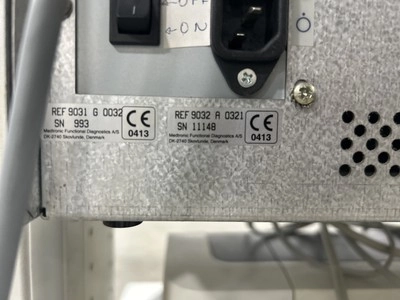 ←OFF
←ON
REF 9031 G 0032
SN 993
Medtronic Functional Diagnostics A/S
DK-2740 Skovlunde, Denmark
CE
0413
REF 9032 A 0321
SN 11148
Medtronic Functional Diagnostics A/S
DK-2740 Skovlunde, Denmark
CE
0413